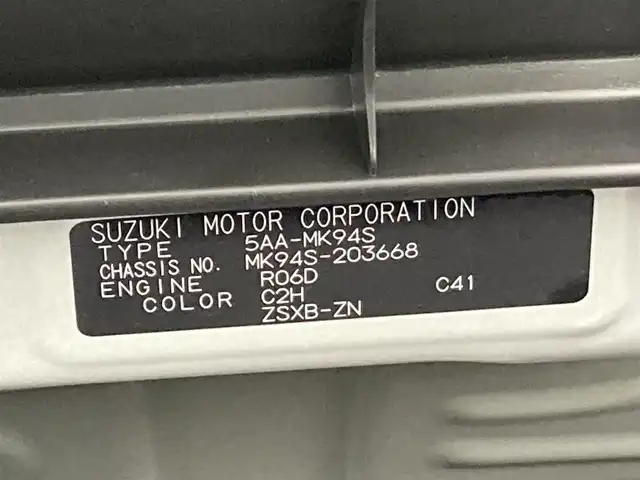 SUZUKI MOTOR CORPORATION
TYPE 5AA-MK94S
CHASSIS NO. MK94S-203668
ENGINE R06D C41
COLOR C2H
ZSXB-ZN